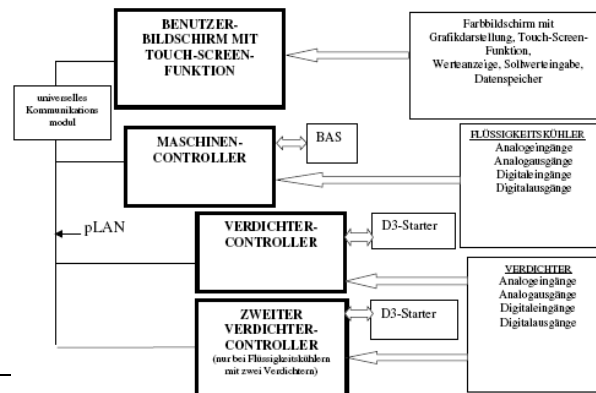 BENUTZER-
BILDSCHIRM MIT
TOUCH-SCREEN-
FUNKTION
Farbbildschirm mit
Grafikdarstellung, Touch-Screen-
Funktion,
Werteanzeige, Sollwerteingabe,
Datenspeicher
universelles
Kommunikations
modul
MASCHINEN-
CONTROLLER
BAS
FLÜSSIGKEITSKÜHLER
Analogeingänge
Analogausgänge
Digitaleingänge
Digitalausgänge
pLAN
VERDICHTER-
CONTROLLER
D3-Starter
VERDICHTER
Analogeingänge
Analogausgänge
Digitaleingänge
Digitalausgänge
ZWEITER
VERDICHTER-
CONTROLLER
(nur bei Flüssigkeitskühlern
mit zwei Verdichtern)
D3-Starter